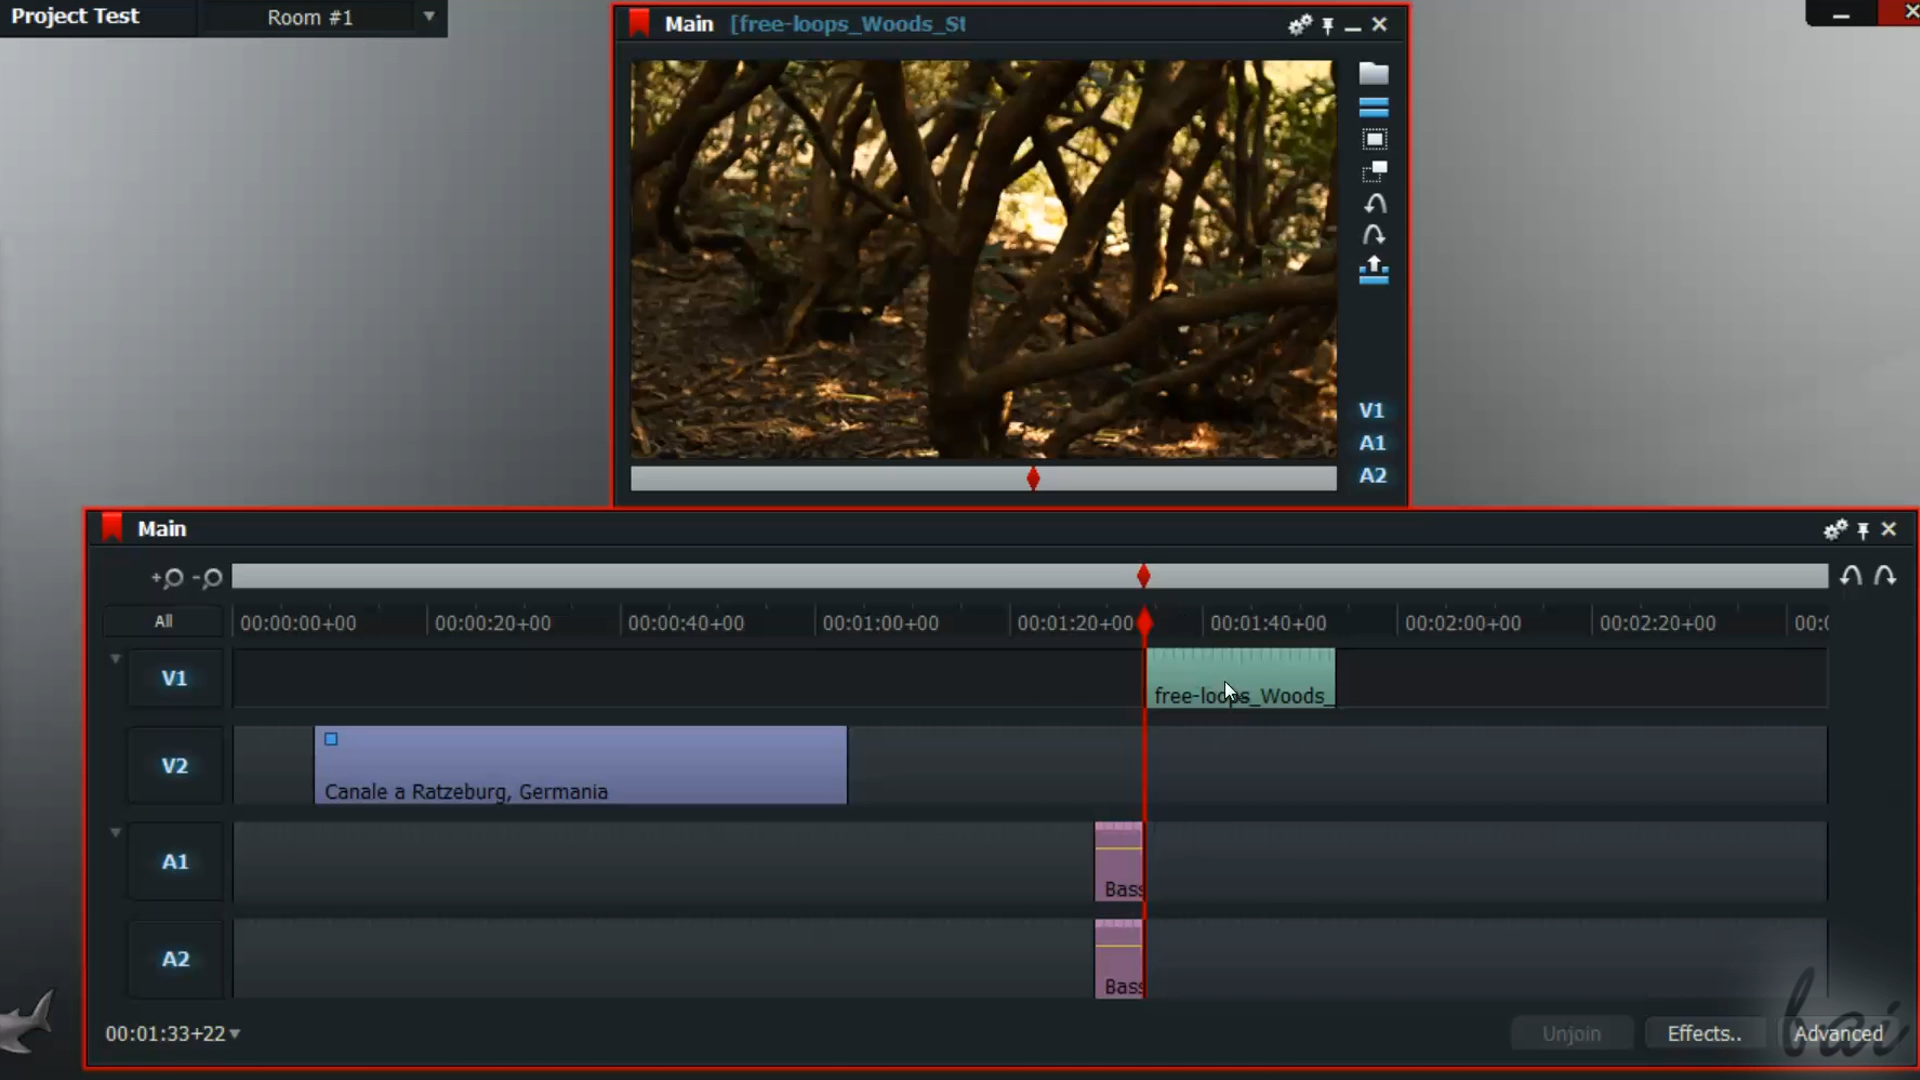 Project Test
Room #1
Main [free-loops_Woods_St
V1
A1
A2
Main
All
00:00:00+00 00:00:20+00 00:00:40+00 00:01:00+00 00:01:20+00 00:01:40+00 00:02:00+00 00:02:20+00 00:0
V1
free-loops_Woods_
V2
Canale a Ratzeburg, Germania
A1
Bass
A2
Bass
00:01:33+22
Unjoin Effects.. Advanced